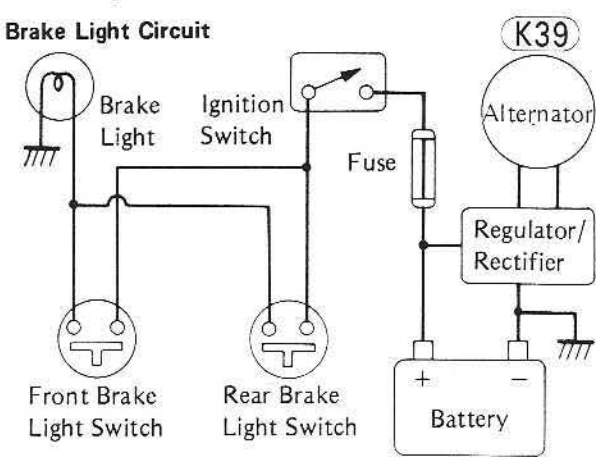 Brake Light Circuit
K39
Brake
Light
Ignition
Switch
Alternator
Fuse
Regulator/
Rectifier
Front Brake
Light Switch
Rear Brake
Light Switch
+
−
Battery